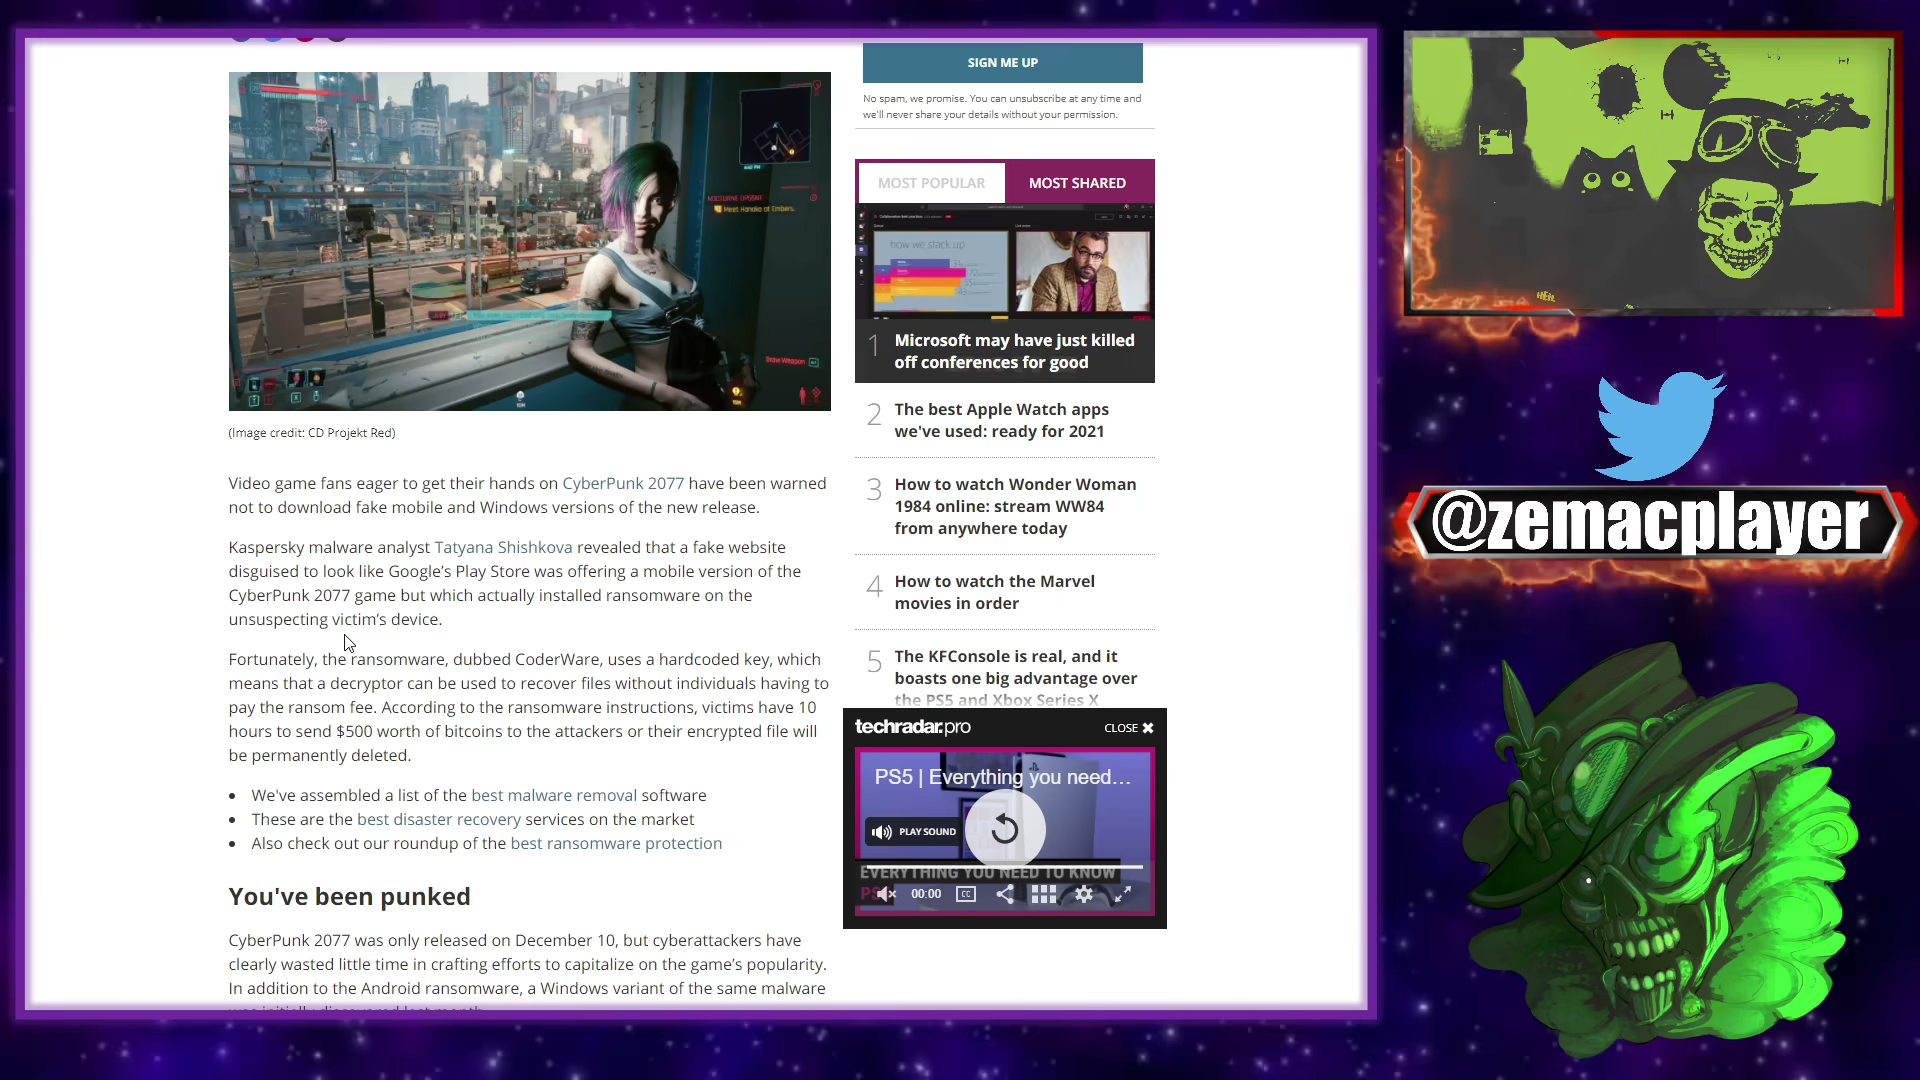 SIGN ME UP
No spam, we promise. You can unsubscribe at any time and
we'll never share your details without your permission.
MOST POPULAR
MOST SHARED
how we stack up
1
Microsoft may have just killed
off conferences for good
2
The best Apple Watch apps
we've used: ready for 2021
3
How to watch Wonder Woman
1984 online: stream WW84
from anywhere today
4
How to watch the Marvel
movies in order
5
The KFConsole is real, and it
boasts one big advantage over
the PS5 and Xbox Series X
techradar.pro
CLOSE
PS5 | Everything you need...
PLAY SOUND
EVERYTHING YOU NEED TO KNOW
PS
00:00
CC
Meet Hanako at Embers.
(Image credit: CD Projekt Red)
Video game fans eager to get their hands on CyberPunk 2077 have been warned
not to download fake mobile and Windows versions of the new release.
Kaspersky malware analyst Tatyana Shishkova revealed that a fake website
disguised to look like Google’s Play Store was offering a mobile version of the
CyberPunk 2077 game but which actually installed ransomware on the
unsuspecting victim’s device.
Fortunately, the ransomware, dubbed CoderWare, uses a hardcoded key, which
means that a decryptor can be used to recover files without individuals having to
pay the ransom fee. According to the ransomware instructions, victims have 10
hours to send $500 worth of bitcoins to the attackers or their encrypted file will
be permanently deleted.
We've assembled a list of the best malware removal software
These are the best disaster recovery services on the market
Also check out our roundup of the best ransomware protection
You've been punked
CyberPunk 2077 was only released on December 10, but cyberattackers have
clearly wasted little time in crafting efforts to capitalize on the game’s popularity.
In addition to the Android ransomware, a Windows variant of the same malware
was initially discovered last month
@zemacplayer